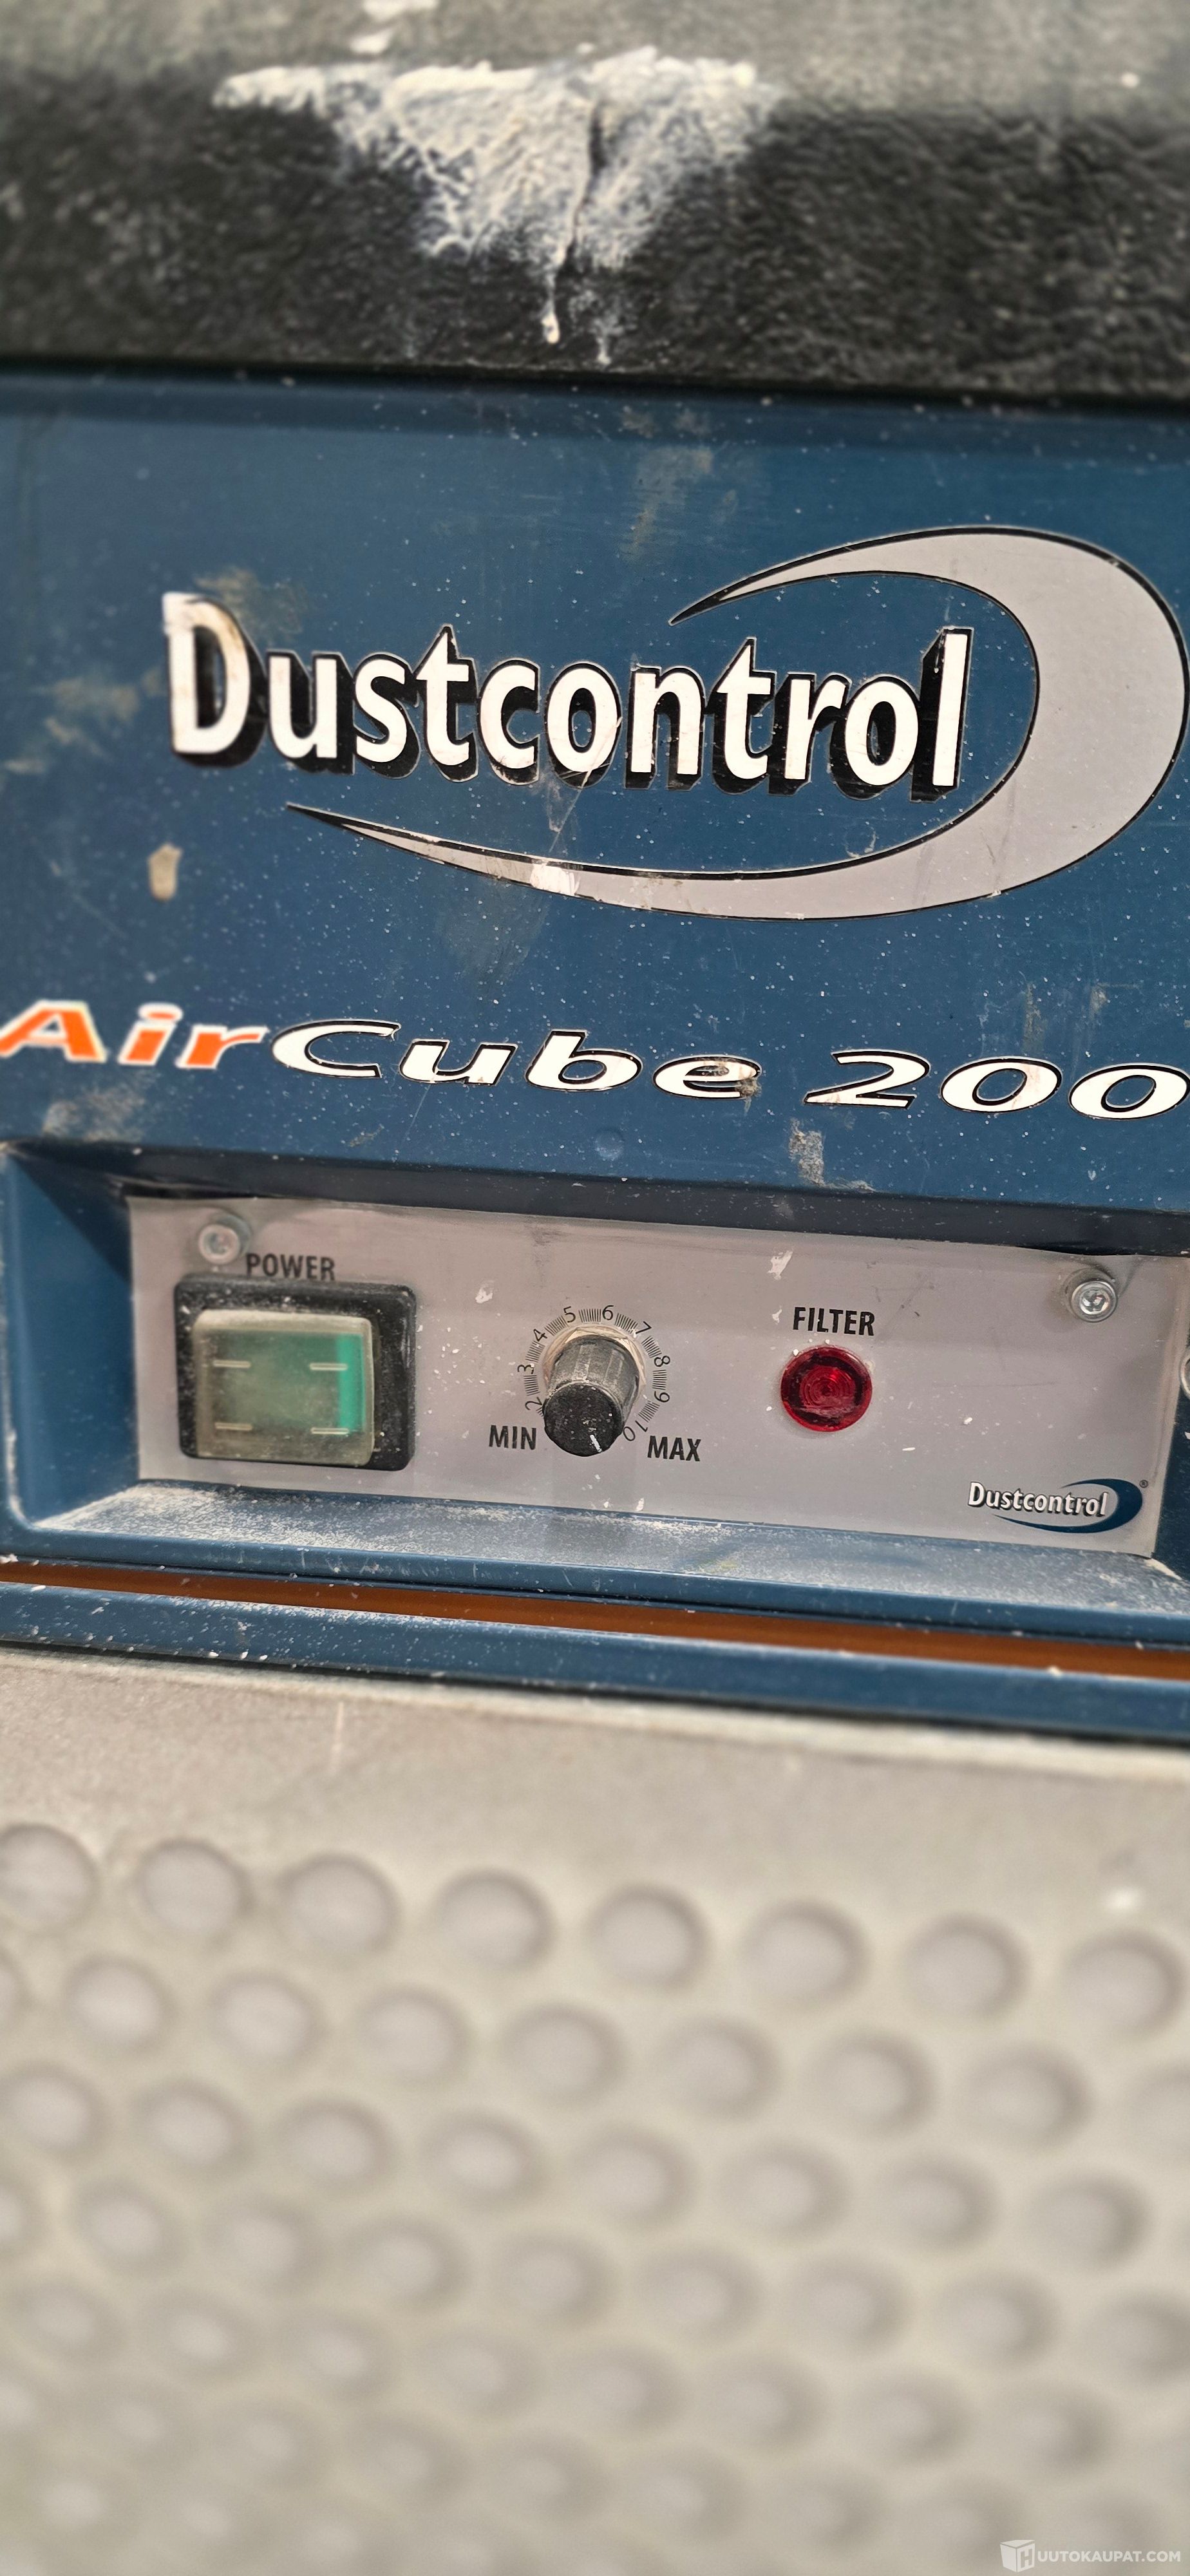 Dustcontrol
AirCube 200
POWER
FILTER
2 3 4 5 6 7 8 9 10
MIN MAX
Dustcontrol®
HUUTOKAUPAT.COM